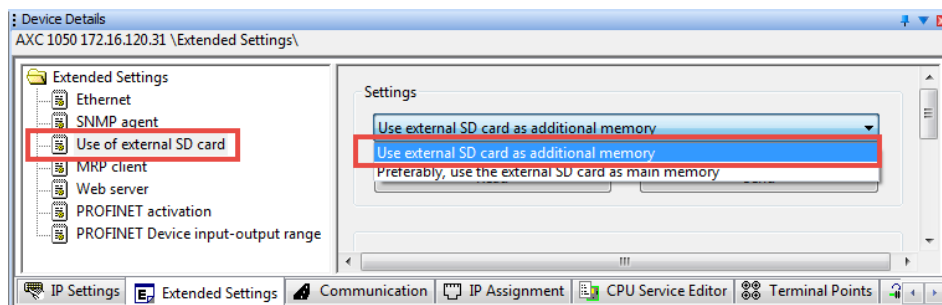 Device Details
AXC 1050 172.16.120.31 \Extended Settings\
Extended Settings
Ethernet
SNMP agent
Use of external SD card
MRP client
Web server
PROFINET activation
PROFINET Device input-output range
Settings
Use external SD card as additional memory
Use external SD card as additional memory
Preferably, use the external SD card as main memory
IP Settings
Extended Settings
Communication
IP Assignment
CPU Service Editor
Terminal Points